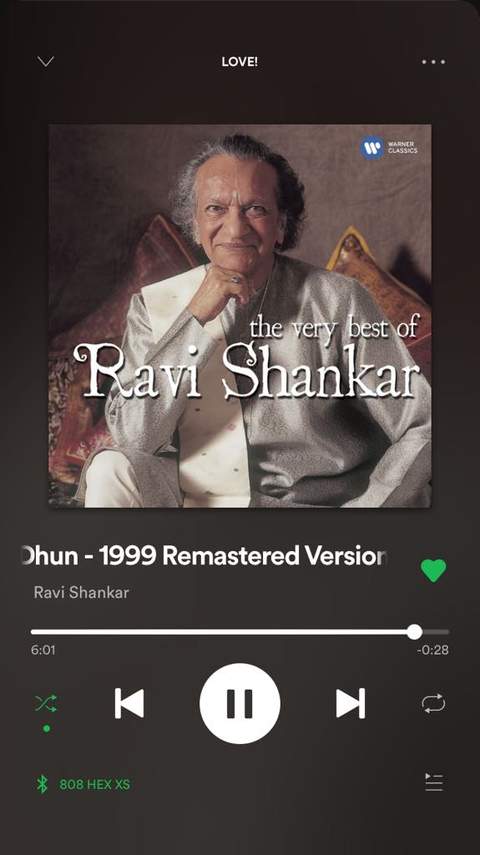 LOVE!
WARNER
CLASSICS
the very best of
Ravi Shankar
Dhun - 1999 Remastered Version
Ravi Shankar
6:01
-0:28
808 HEX XS